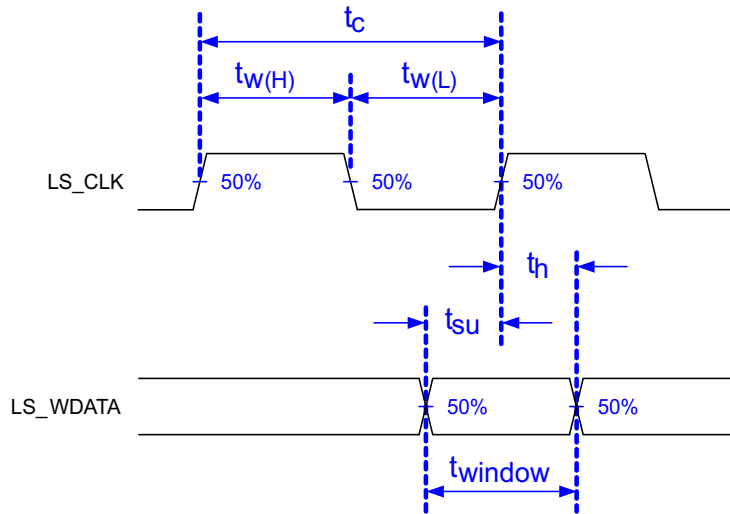 tc
tw(H) tw(L)
LS_CLK 50% 50% 50%
th
tsu
LS_WDATA 50% 50%
twindow